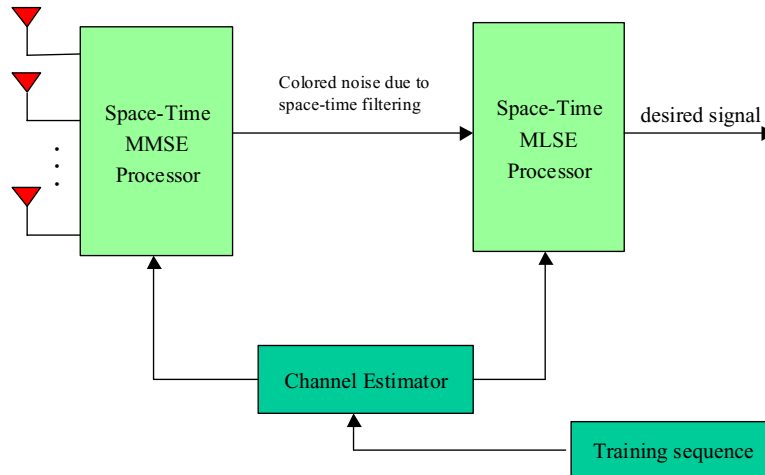 Space-Time
MMSE
Processor
Colored noise due to
space-time filtering
Space-Time
MLSE
Processor
desired signal
Channel Estimator
Training sequence